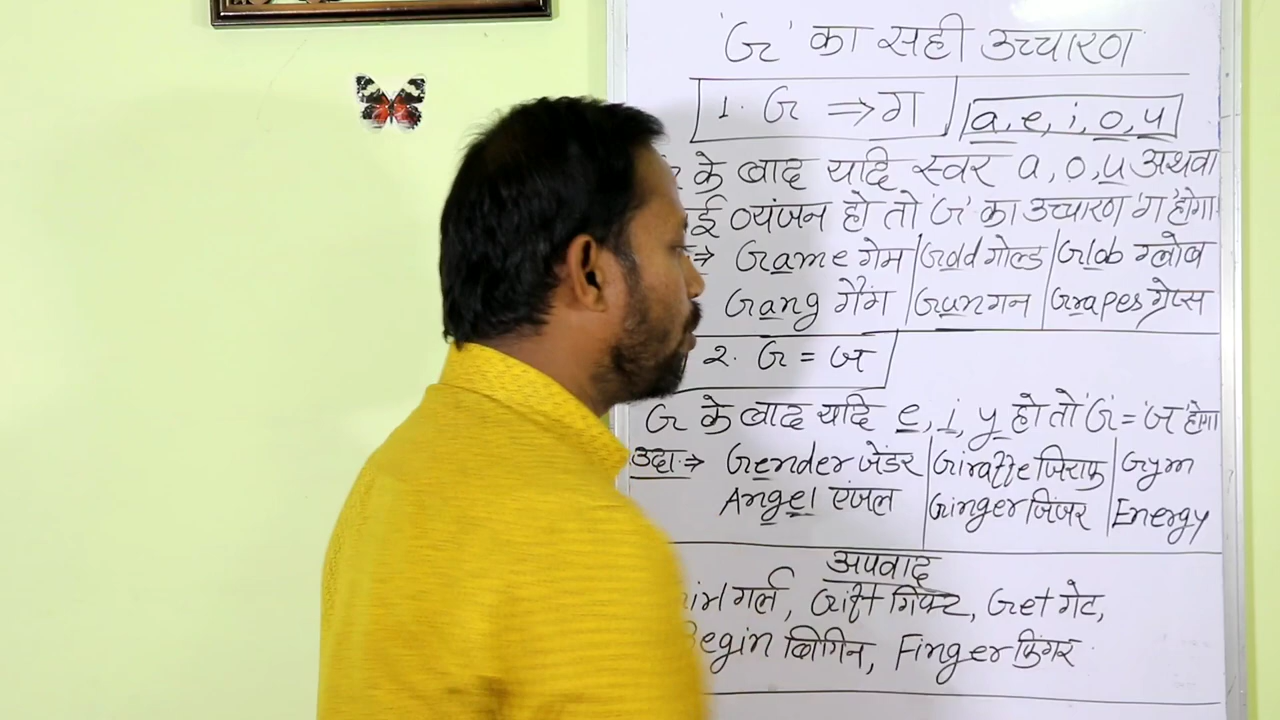 'G' का सही उच्चारण
1. G ⇒ ग a, e, i, o, u
के बाद यदि स्वर a, o, u अथवा
व्यंजन हो तो 'G' का उच्चारण 'ग' होगा
⇒ Game गेम Gold गोल्ड Glob ग्लोब
Gang गैंग Gun गन Grapes ग्रेप्स
2. G = ज
G के बाद यदि e, i, y हो तो 'G' = 'ज' होगा
उदा. ⇒ Gender जेंडर Giraffe जिराफ Gym
Angel एंजल Ginger जिंजर Energy
अपवाद
गर्ल, Gift गिफ्ट, Get गेट,
Begin बिगिन, Finger फिंगर